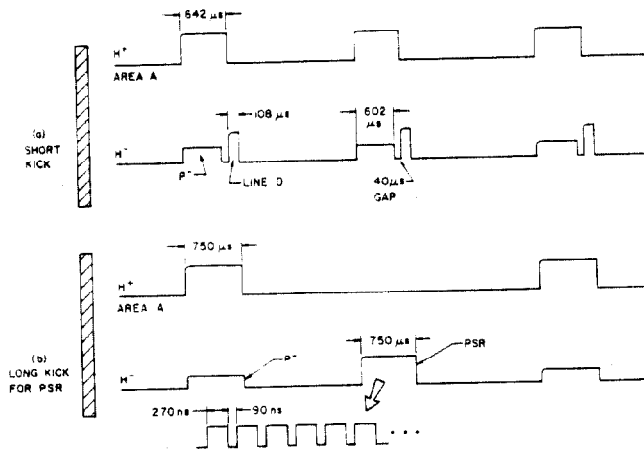 642 µs
H+
AREA A
(a)
SHORT
KICK
108 µs
602
µs
H-
P-
LINE D
40µs
GAP
750 µs
H+
AREA A
(b)
LONG KICK
FOR PSR
750 µs
P-
PSR
H-
270 ns
90 ns
• • •